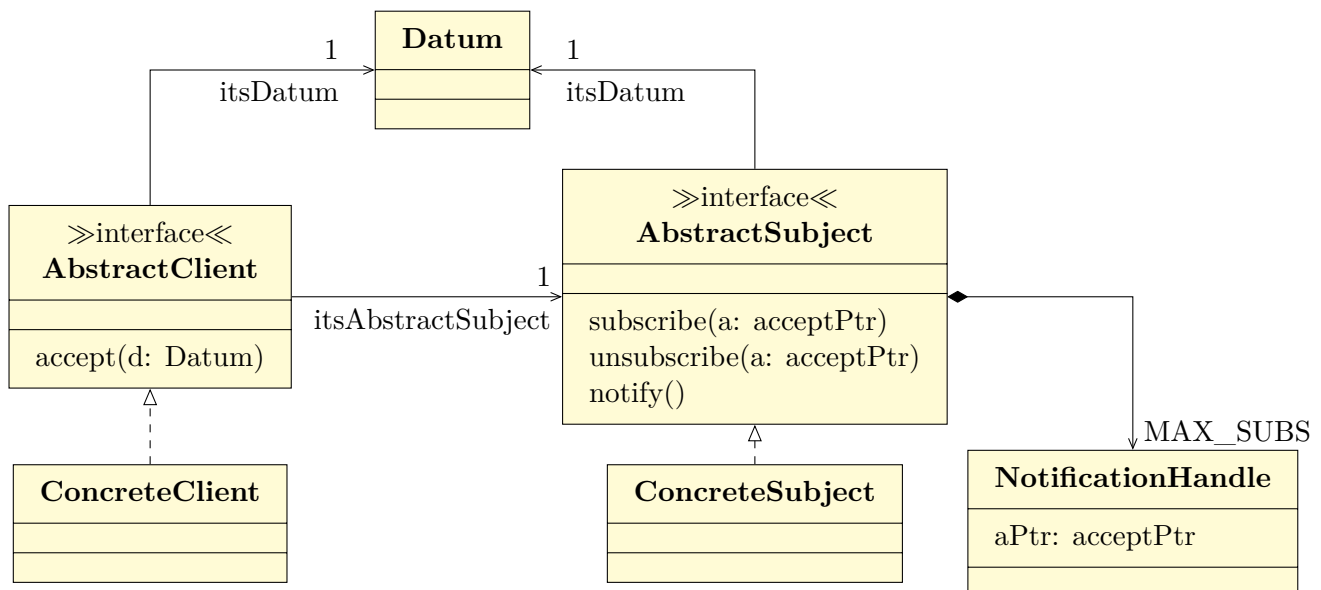 Datum
1
itsDatum
1
itsDatum
≫interface≪
AbstractClient
accept(d: Datum)
1
itsAbstractSubject
≫interface≪
AbstractSubject
subscribe(a: acceptPtr)
unsubscribe(a: acceptPtr)
notify()
MAX_SUBS
ConcreteClient
ConcreteSubject
NotificationHandle
aPtr: acceptPtr